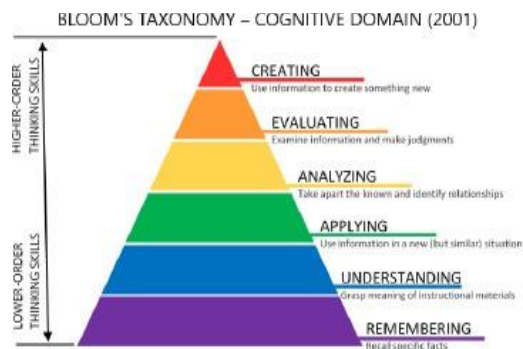 BLOOM'S TAXONOMY – COGNITIVE DOMAIN (2001)
HIGHER-ORDER
THINKING SKILLS
CREATING
Use information to create something new
EVALUATING
Examine information and make judgments
ANALYZING
Take apart the known and identify relationships
APPLYING
Use information in a new (but similar) situation
LOWER-ORDER
THINKING SKILLS
UNDERSTANDING
Grasp meaning of instructional materials
REMEMBERING
Recall specific facts